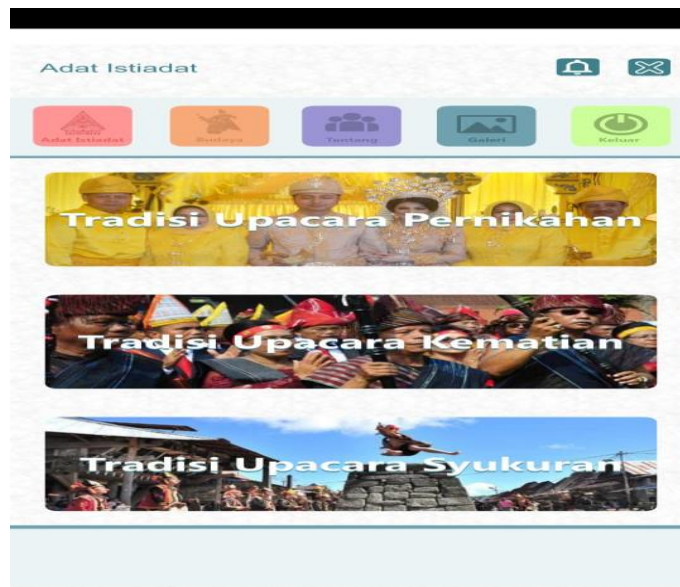 Adat Istiadat
Adat Istiadat
Budaya
Tentang
Galeri
Keluar
Tradisi Upacara Pernikahan
Tradisi Upacara Kematian
Tradisi Upacara Syukuran